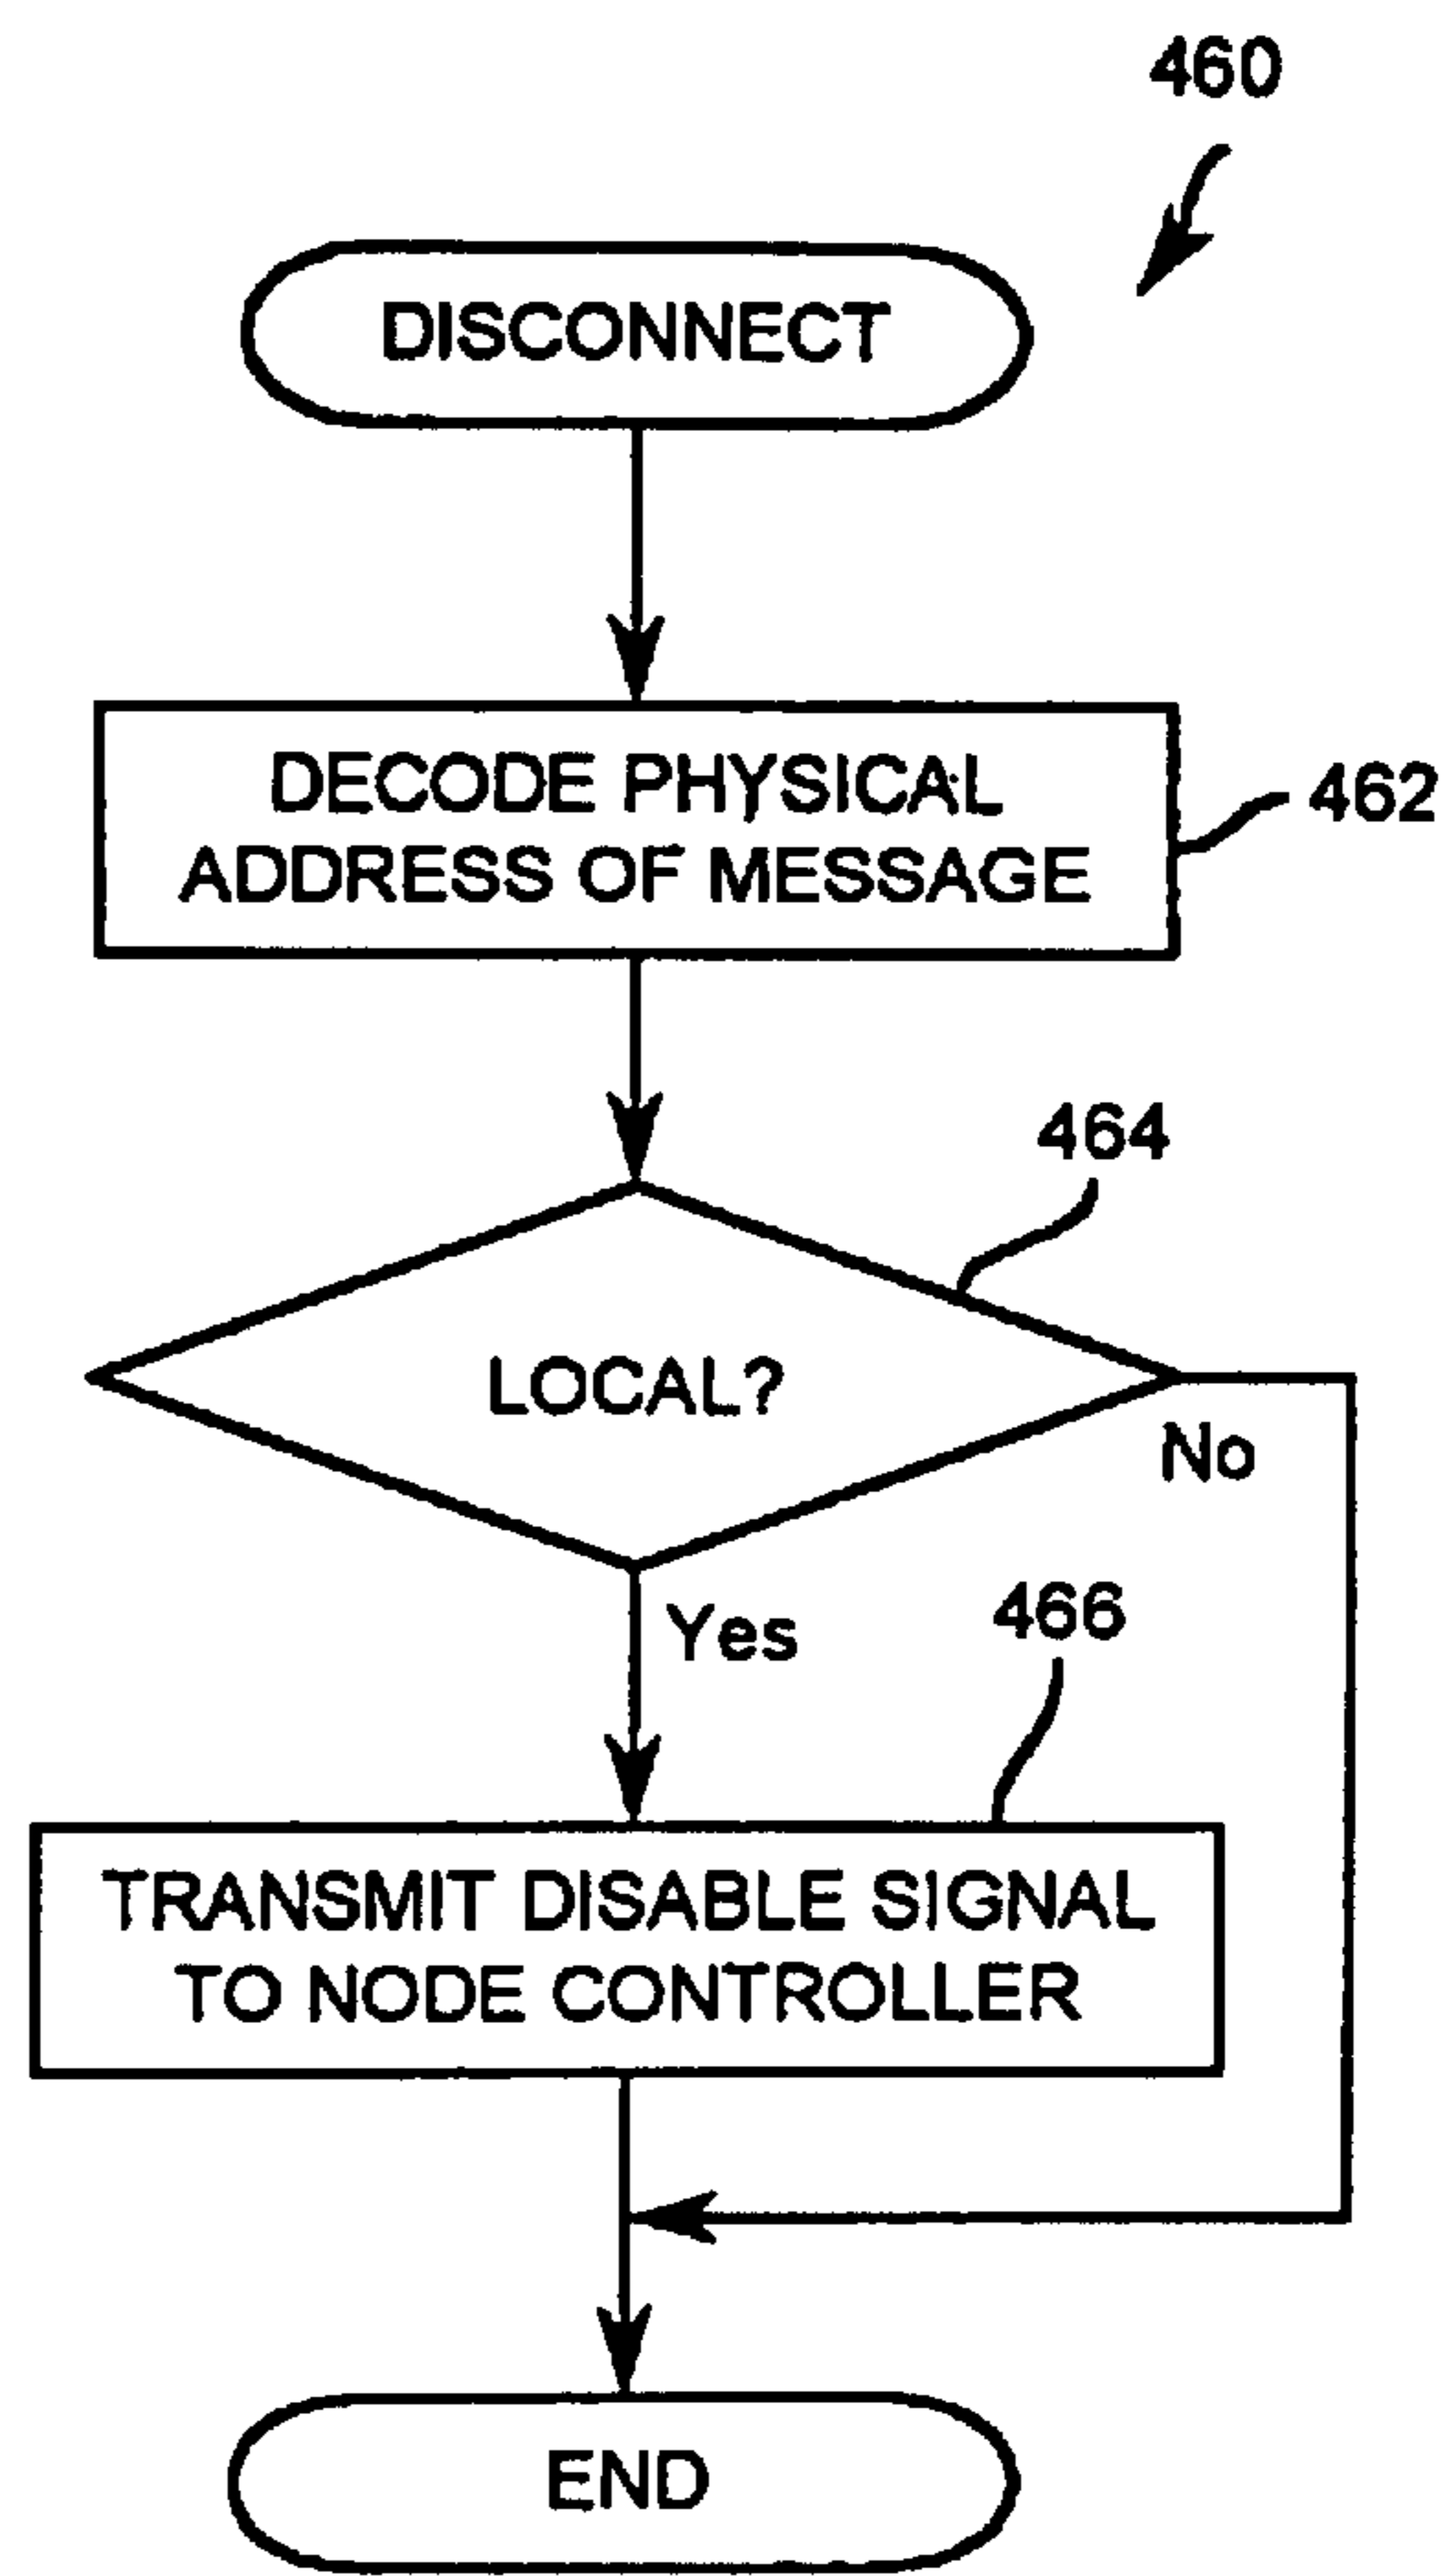 460
DISCONNECT
DECODE PHYSICAL
ADDRESS OF MESSAGE
462
464
LOCAL?
No
Yes
466
TRANSMIT DISABLE SIGNAL
TO NODE CONTROLLER
END